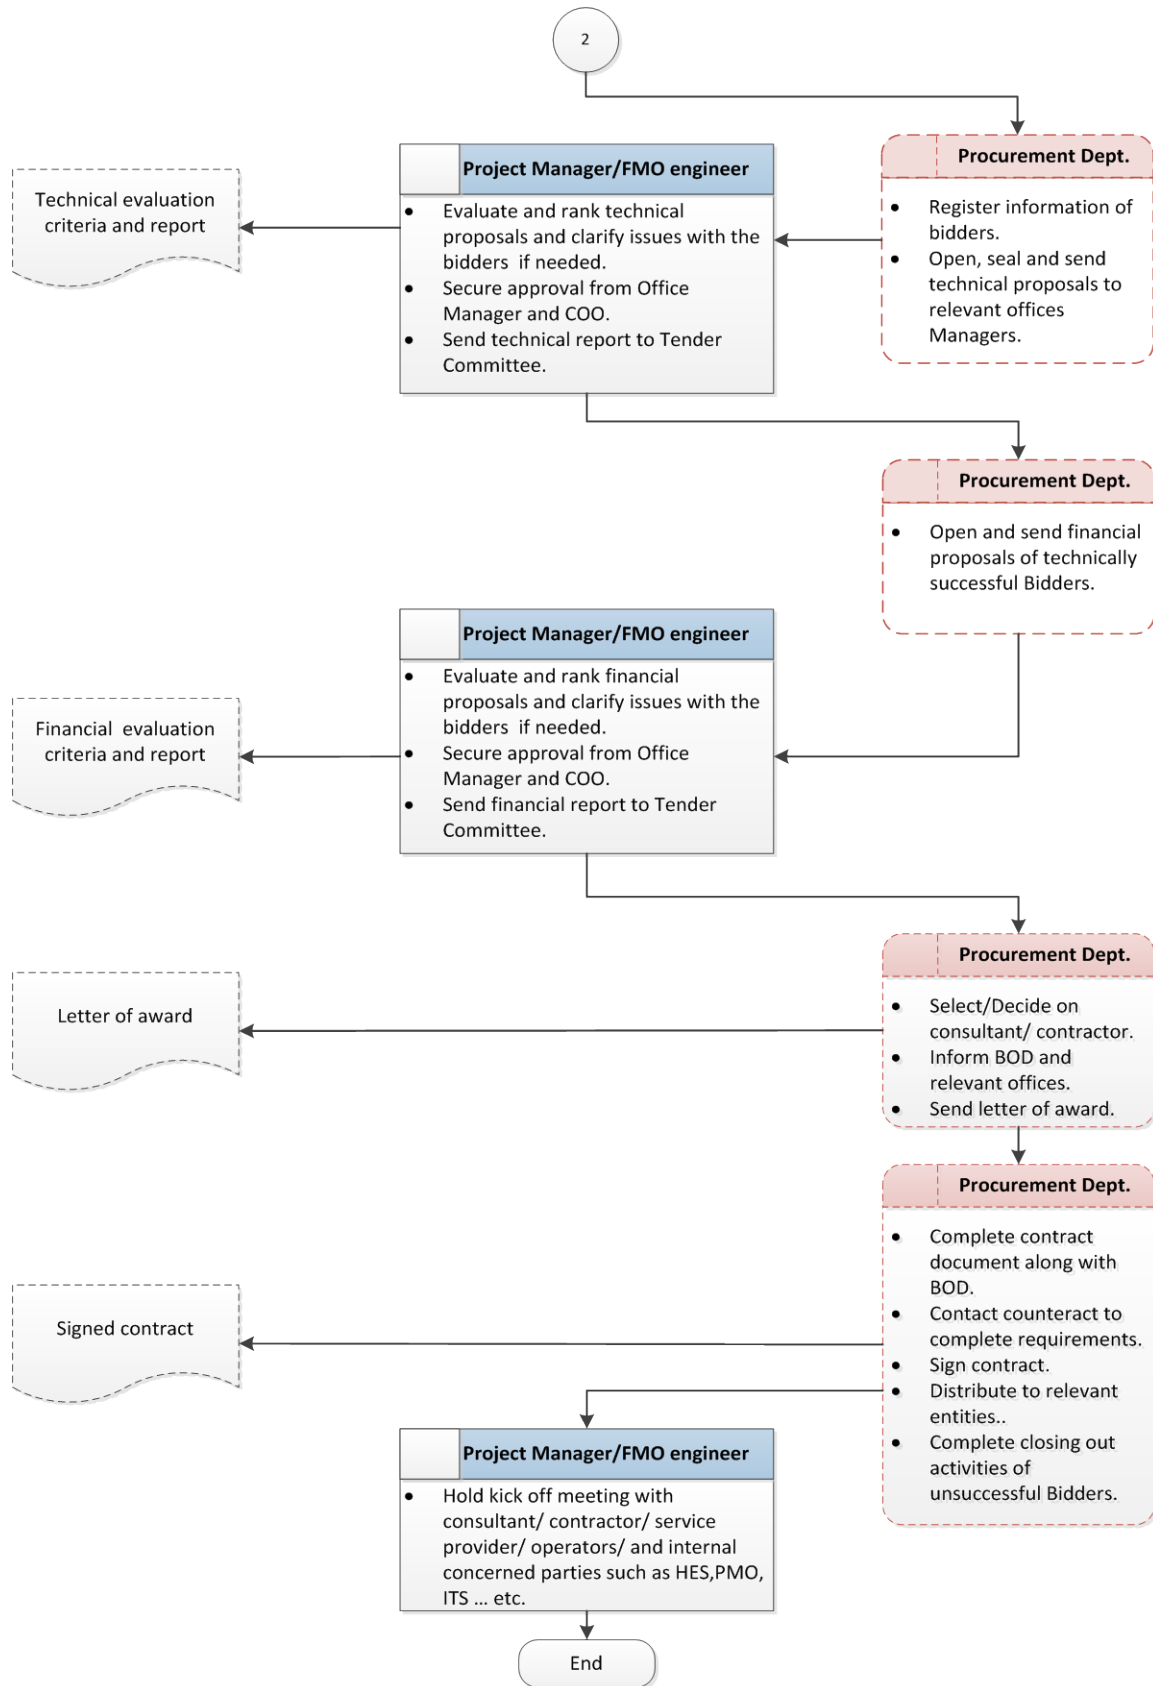 2
Procurement Dept.
• Register information of
bidders.
• Open, seal and send
technical proposals to
relevant offices
Managers.
Project Manager/FMO engineer
• Evaluate and rank technical
proposals and clarify issues with the
bidders  if needed.
• Secure approval from Office
Manager and COO.
• Send technical report to Tender
Committee.
Technical evaluation
criteria and report
Procurement Dept.
• Open and send financial
proposals of technically
successful Bidders.
Project Manager/FMO engineer
• Evaluate and rank financial
proposals and clarify issues with the
bidders  if needed.
• Secure approval from Office
Manager and COO.
• Send financial report to Tender
Committee.
Financial  evaluation
criteria and report
Procurement Dept.
• Select/Decide on
consultant/ contractor.
• Inform BOD and
relevant offices.
• Send letter of award.
Letter of award
Procurement Dept.
• Complete contract
document along with
BOD.
• Contact counteract to
complete requirements.
• Sign contract.
• Distribute to relevant
entities..
• Complete closing out
activities of
unsuccessful Bidders.
Signed contract
Project Manager/FMO engineer
• Hold kick off meeting with
consultant/ contractor/ service
provider/ operators/ and internal
concerned parties such as HES,PMO,
ITS ... etc.
End